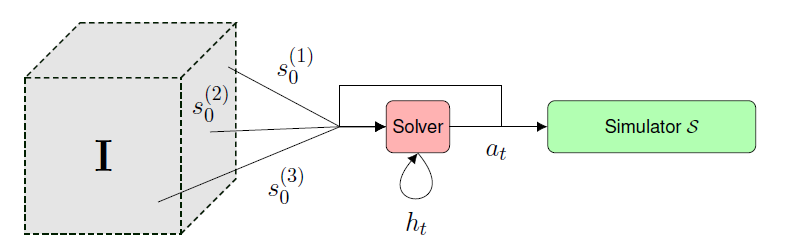 s_0^{(1)}
s_0^{(2)}
I
s_0^{(3)}
Solver
a_t
h_t
Simulator 𝒮